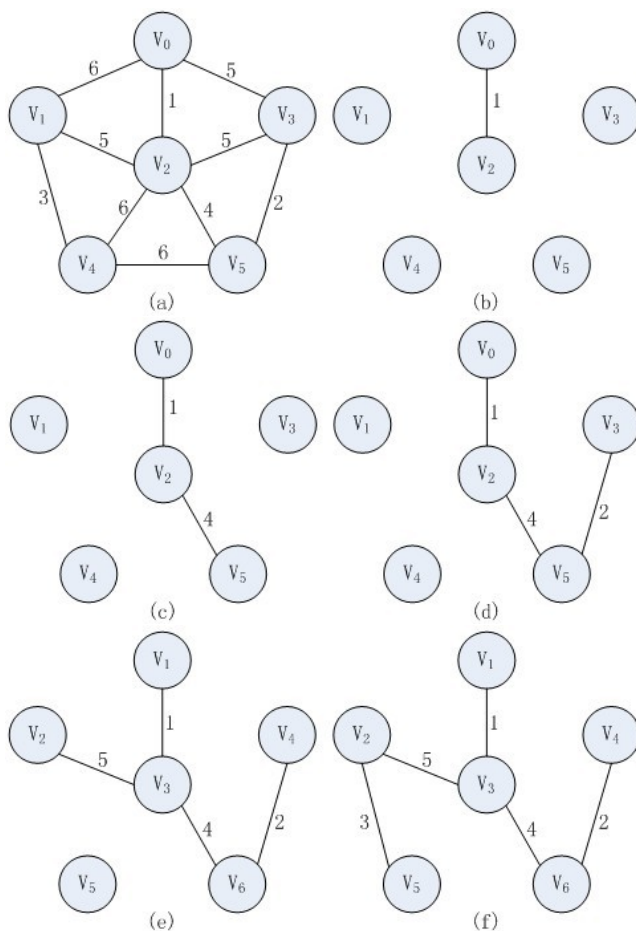 V₀ V₀
6 5 1
V₁ 1 V₃ V₁ V₃
5 5
V₂ V₂
3 6 4 2
V₄ 6 V₅ V₄ V₅
(a) (b)
V₀ V₀
V₁ 1 V₃ V₁ 1 V₃
V₂ V₂
4 4 2
V₄ V₅ V₄ V₅
(c) (d)
V₁ V₁
V₂ 1 V₄ V₂ 1 V₄
5 5
V₃ V₃
4 2 3 4 2
V₅ V₆ V₅ V₆
(e) (f)